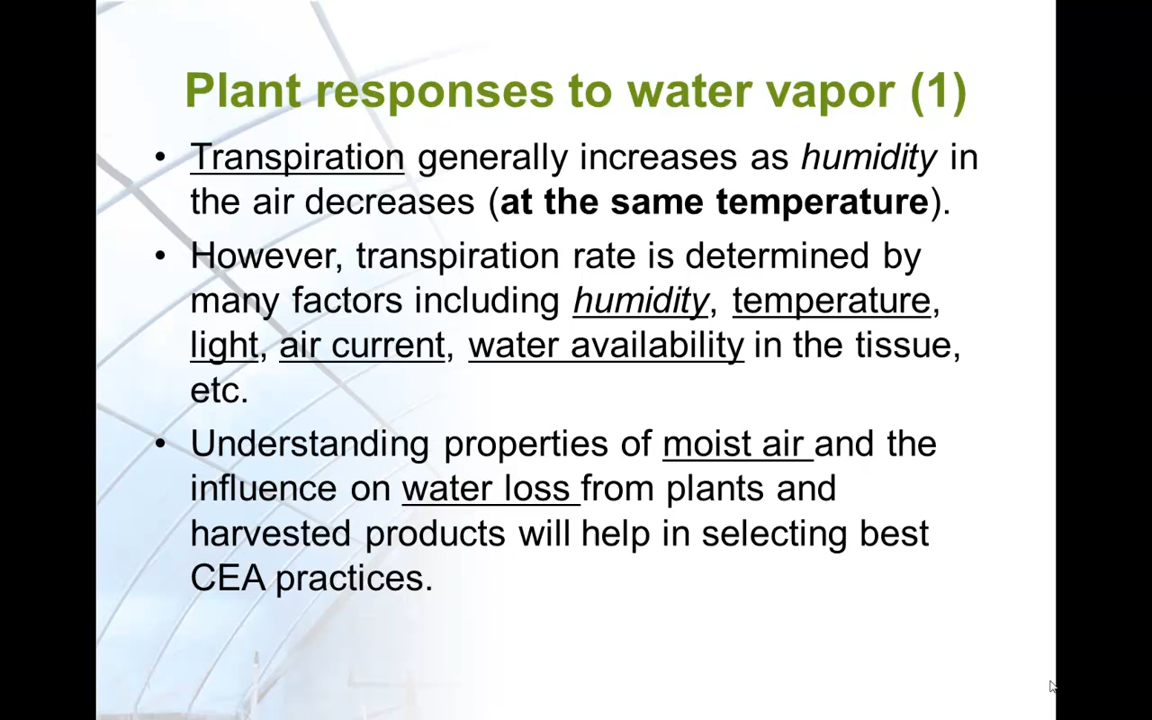 Plant responses to water vapor (1)
• Transpiration generally increases as humidity in
the air decreases (at the same temperature).
• However, transpiration rate is determined by
many factors including humidity, temperature,
light, air current, water availability in the tissue,
etc.
• Understanding properties of moist air and the
influence on water loss from plants and
harvested products will help in selecting best
CEA practices.